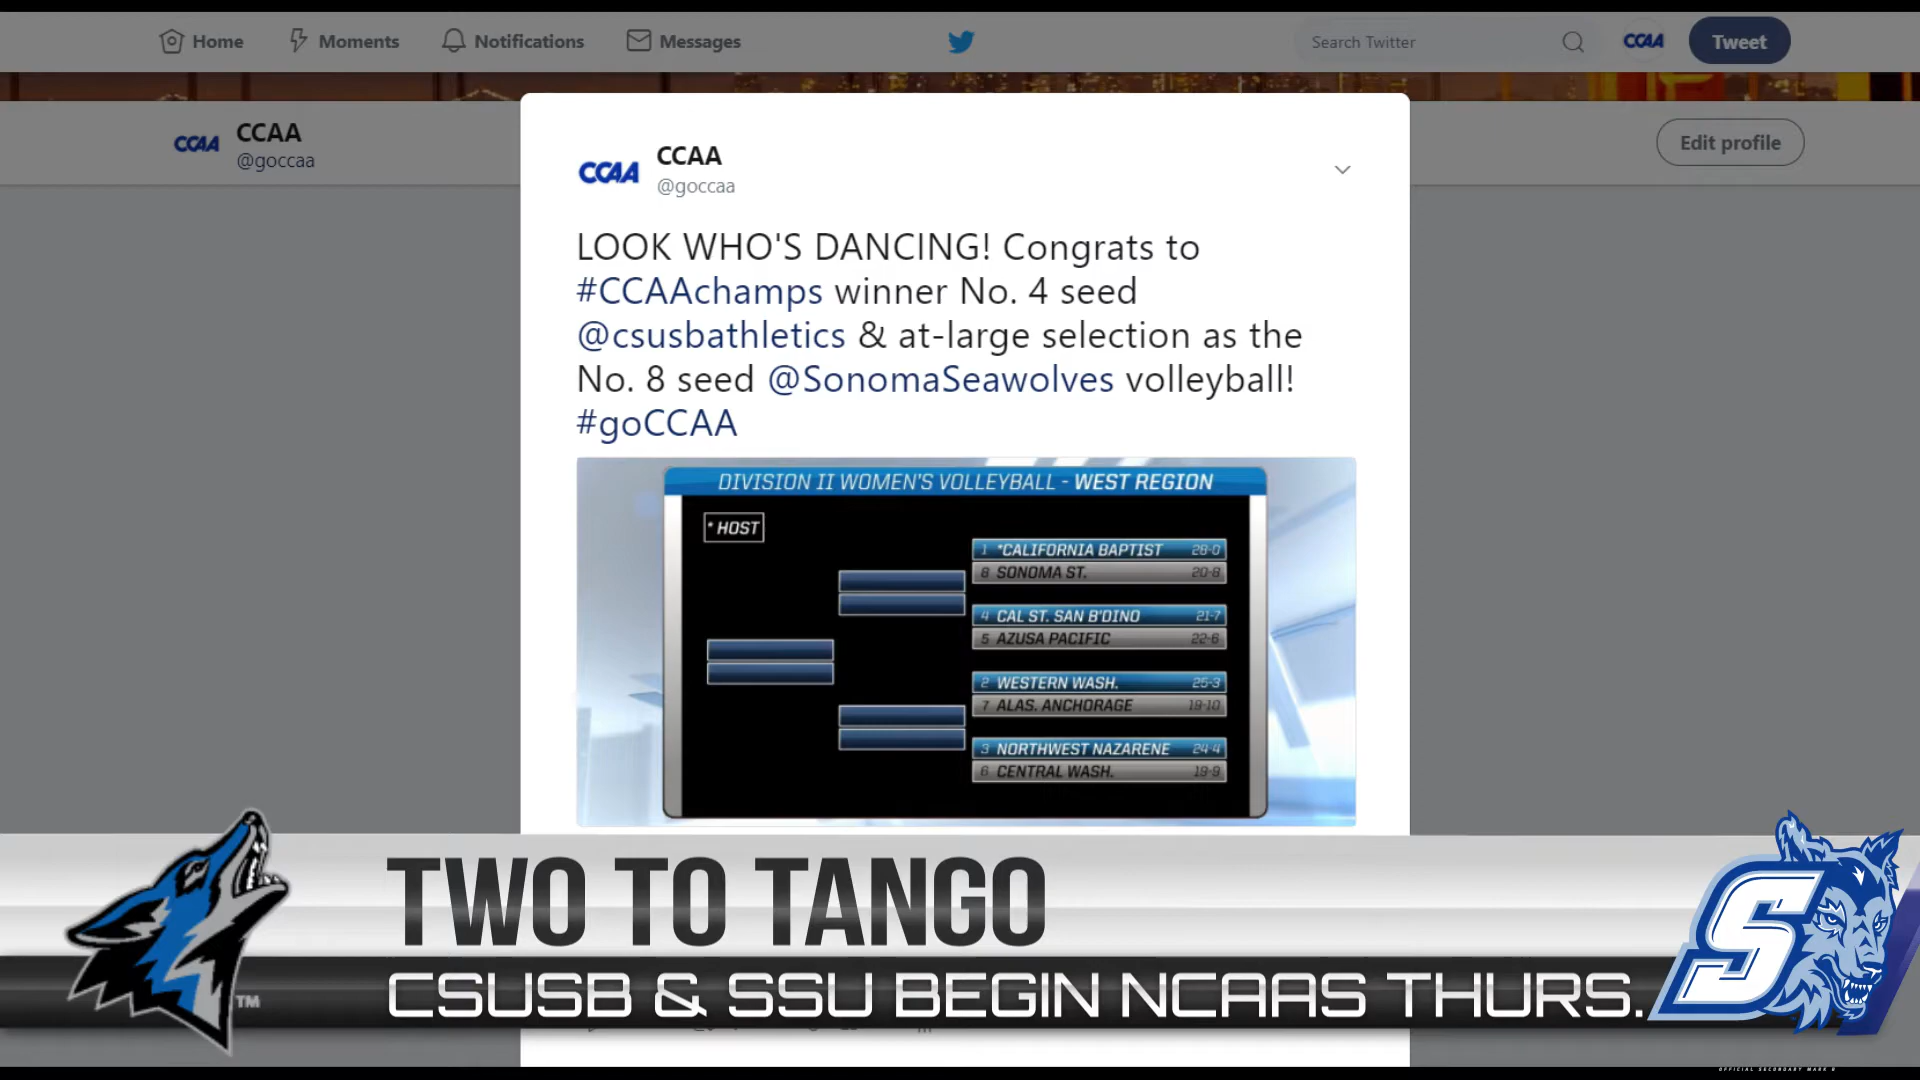 Home
Moments
Notifications
Messages
Search Twitter
CCAA
Tweet
CCAA
CCAA
@goccaa
Edit profile
CCAA
CCAA
@goccaa
LOOK WHO'S DANCING! Congrats to
#CCAAchamps winner No. 4 seed
@csusbathletics & at-large selection as the
No. 8 seed @SonomaSeawolves volleyball!
#goCCAA
DIVISION II WOMEN'S VOLLEYBALL - WEST REGION
* HOST
1 *CALIFORNIA BAPTIST 28-0
8 SONOMA ST. 20-8
4 CAL ST. SAN B'DINO 21-7
5 AZUSA PACIFIC 22-6
2 WESTERN WASH. 25-3
7 ALAS. ANCHORAGE 19-10
3 NORTHWEST NAZARENE 24-4
6 CENTRAL WASH. 19-9
TWO TO TANGO
CSUSB & SSU BEGIN NCAAS THURS.
TM
S
OFFICIAL SECONDARY MARK B